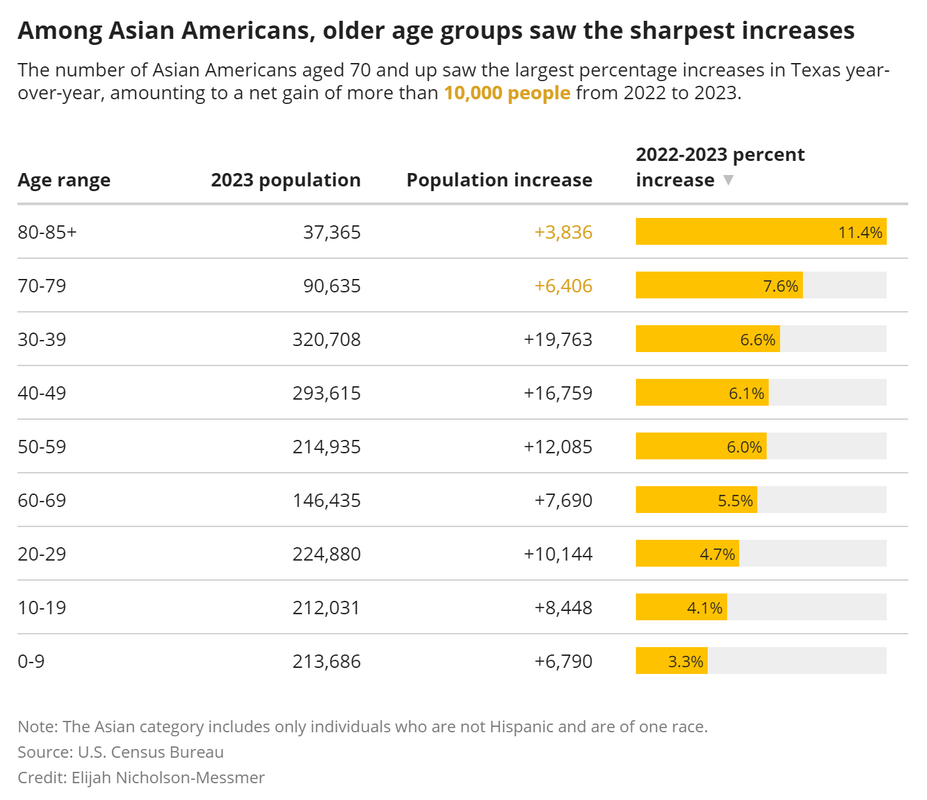 Among Asian Americans, older age groups saw the sharpest increases
The number of Asian Americans aged 70 and up saw the largest percentage increases in Texas year-
over-year, amounting to a net gain of more than 10,000 people from 2022 to 2023.
2022-2023 percent
Age range 2023 population Population increase increase ▼
80-85+ 37,365 +3,836 11.4%
70-79 90,635 +6,406 7.6%
30-39 320,708 +19,763 6.6%
40-49 293,615 +16,759 6.1%
50-59 214,935 +12,085 6.0%
60-69 146,435 +7,690 5.5%
20-29 224,880 +10,144 4.7%
10-19 212,031 +8,448 4.1%
0-9 213,686 +6,790 3.3%
Note: The Asian category includes only individuals who are not Hispanic and are of one race.
Source: U.S. Census Bureau
Credit: Elijah Nicholson-Messmer